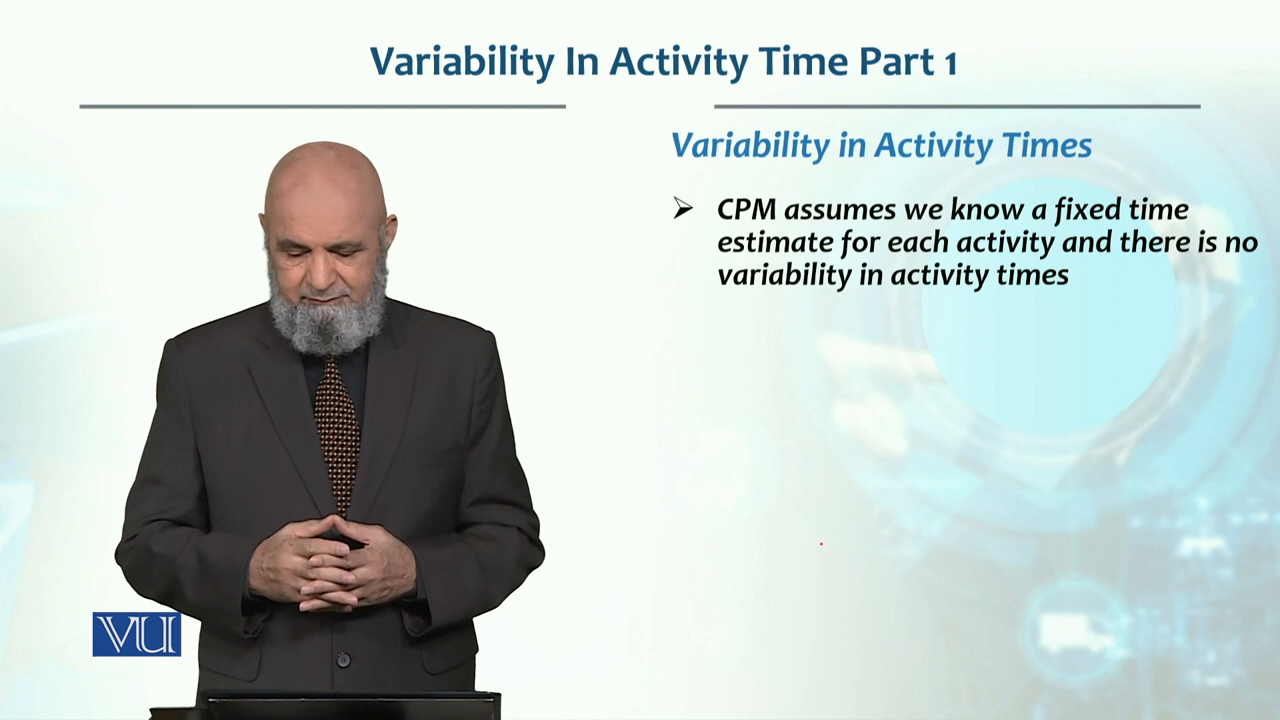 Variability In Activity Time Part 1
Variability in Activity Times
CPM assumes we know a fixed time
estimate for each activity and there is no
variability in activity times
VU